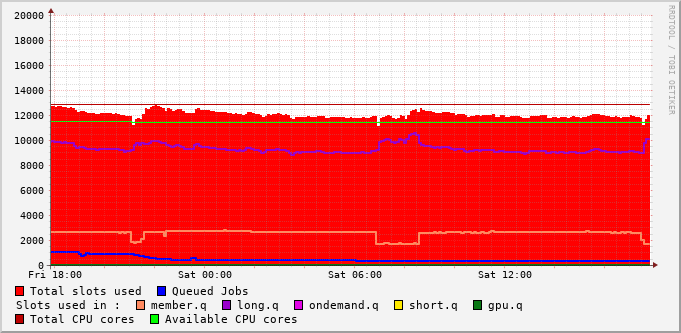 20000
18000
16000
14000
12000
10000
8000
6000
4000
2000
0
Fri 18:00 Sat 00:00 Sat 06:00 Sat 12:00
RRDTOOL / TOBI OETIKER
Total slots used Queued Jobs
Slots used in : member.q long.q ondemand.q short.q gpu.q
Total CPU cores Available CPU cores